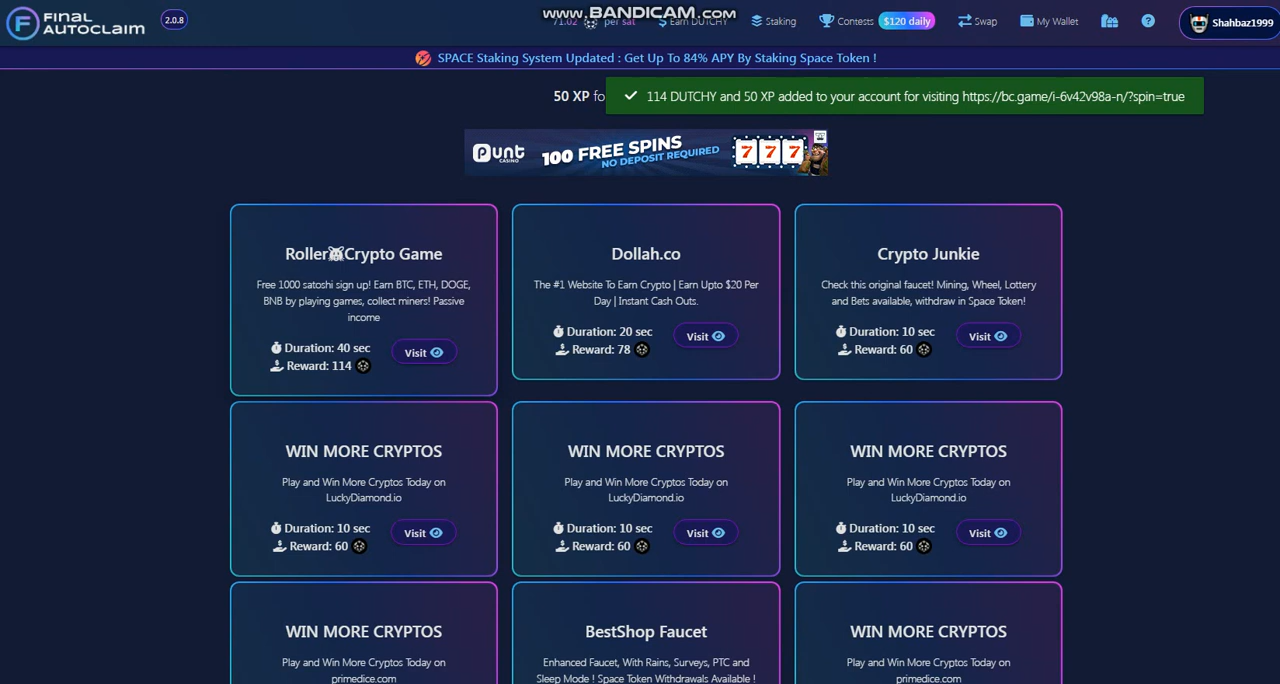 FINAL
AUTOCLAIM
2.0.8
www.BANDICAM.com
71.02 per sat
Earn DUTCHY
Staking
Contests $120 daily
Swap
My Wallet
Shahbaz1999
SPACE Staking System Updated : Get Up To 84% APY By Staking Space Token !
50 XP fo
114 DUTCHY and 50 XP added to your account for visiting https://bc.game/i-6v42v98a-n/?spin=true
Punt
CASINO
100 FREE SPINS
NO DEPOSIT REQUIRED
7 7 7
Roller Crypto Game
Free 1000 satoshi sign up! Earn BTC, ETH, DOGE,
BNB by playing games, collect miners! Passive
income
Duration: 40 sec
Reward: 114
Visit
Dollah.co
The #1 Website To Earn Crypto | Earn Upto $20 Per
Day | Instant Cash Outs.
Duration: 20 sec
Reward: 78
Visit
Crypto Junkie
Check this original faucet! Mining, Wheel, Lottery
and Bets available, withdraw in Space Token!
Duration: 10 sec
Reward: 60
Visit
WIN MORE CRYPTOS
Play and Win More Cryptos Today on
LuckyDiamond.io
Duration: 10 sec
Reward: 60
Visit
WIN MORE CRYPTOS
Play and Win More Cryptos Today on
LuckyDiamond.io
Duration: 10 sec
Reward: 60
Visit
WIN MORE CRYPTOS
Play and Win More Cryptos Today on
LuckyDiamond.io
Duration: 10 sec
Reward: 60
Visit
WIN MORE CRYPTOS
Play and Win More Cryptos Today on
primedice.com
BestShop Faucet
Enhanced Faucet, With Rains, Surveys, PTC and
Sleep Mode ! Space Token Withdrawals Available !
WIN MORE CRYPTOS
Play and Win More Cryptos Today on
primedice.com